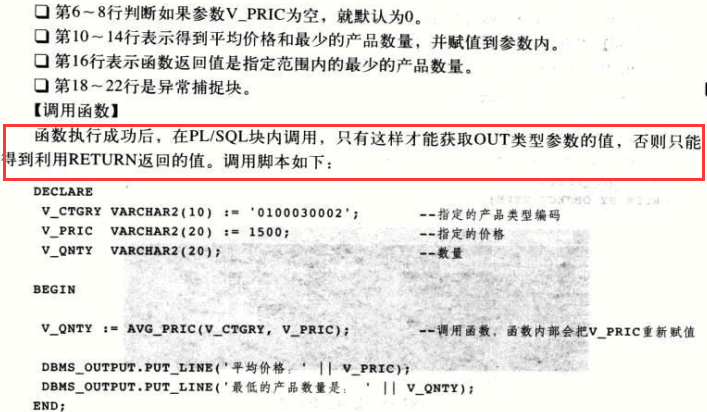 ❑ 第6～8行判断如果参数V_PRIC为空，就默认为0。
❑ 第10～14行表示得到平均价格和最少的产品数量，并赋值到参数内。
❑ 第16行表示函数返回值是指定范围内的最少的产品数量。
❑ 第18～22行是异常捕捉块。
【调用函数】
函数执行成功后，在PL/SQL块内调用，只有这样才能获取OUT类型参数的值，否则只能
得到利用RETURN返回的值。调用脚本如下：
DECLARE
V_CTGRY VARCHAR2(10) := '0100030002'; --指定的产品类型编码
V_PRIC VARCHAR2(20) := 1500; --指定的价格
V_QNTY VARCHAR2(20); --数量
BEGIN
V_QNTY := AVG_PRIC(V_CTGRY, V_PRIC); --调用函数，函数内部会把V_PRIC重新赋值
DBMS_OUTPUT.PUT_LINE('平均价格：' || V_PRIC);
DBMS_OUTPUT.PUT_LINE('最低的产品数量是： ' || V_QNTY);
END;